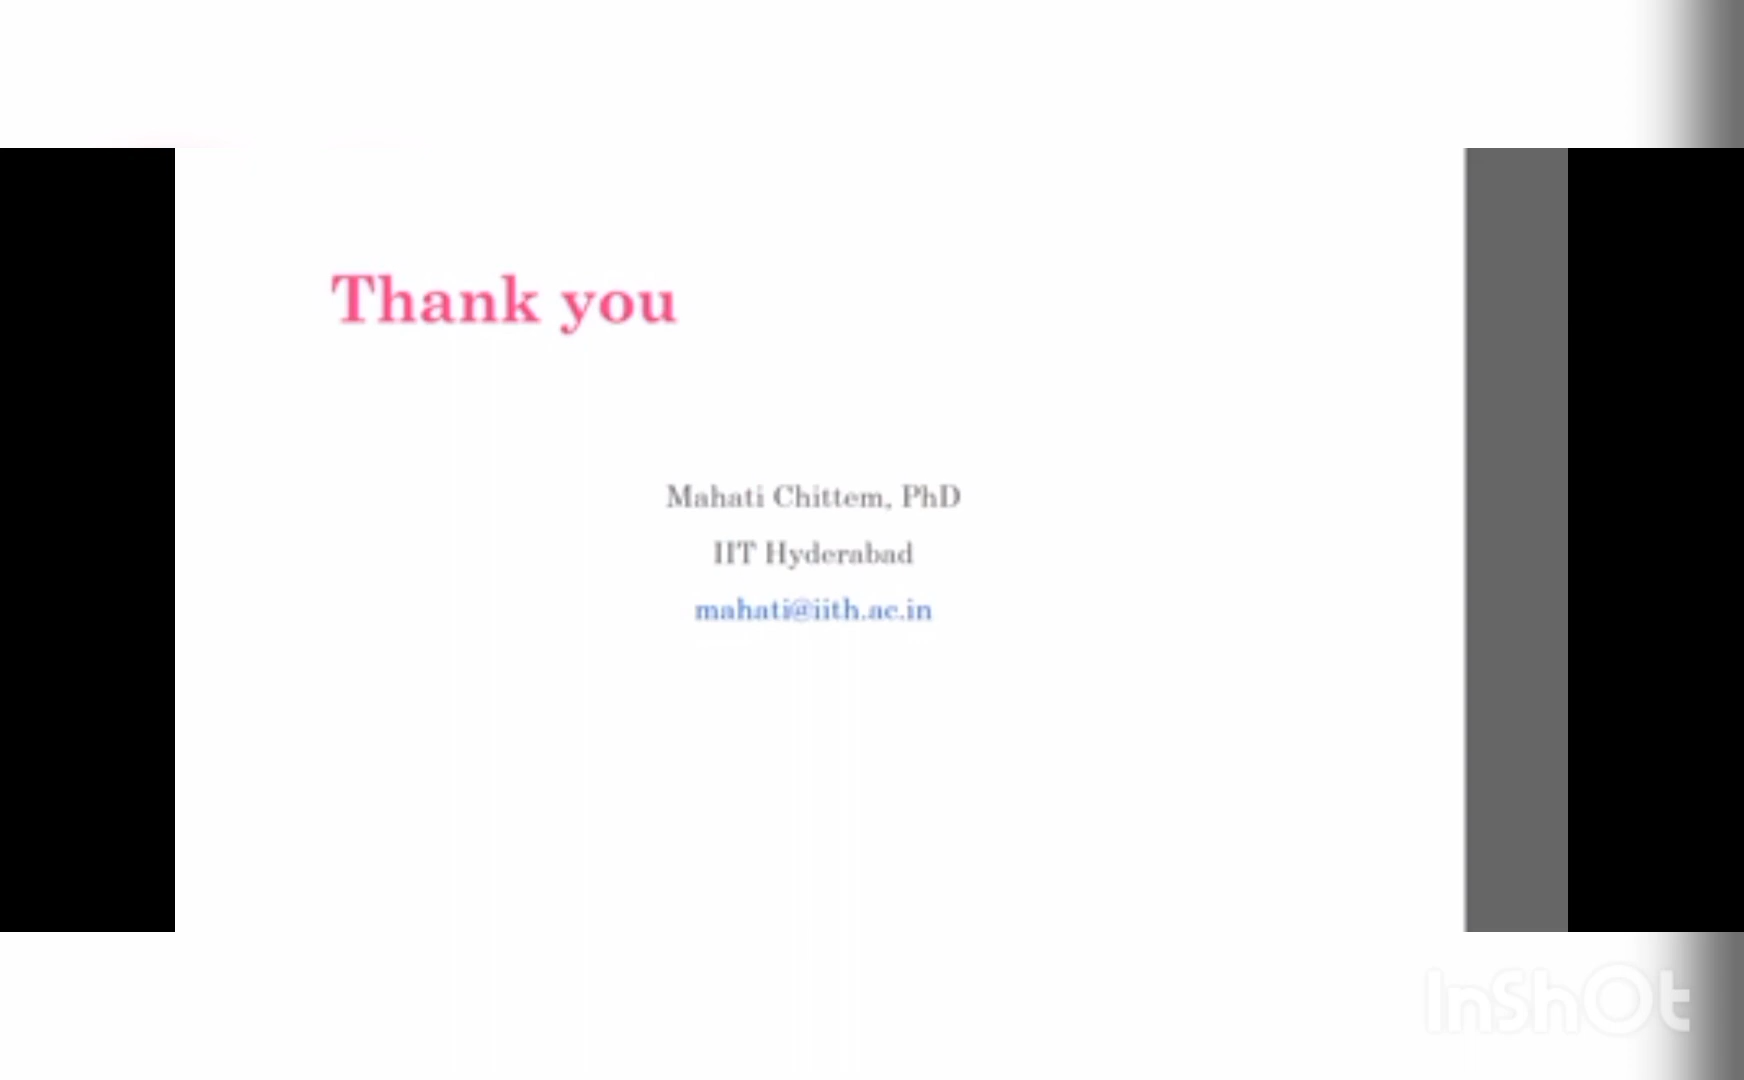 Thank you
Mahati Chittem, PhD
IIT Hyderabad
mahati@iith.ac.in
InShOt